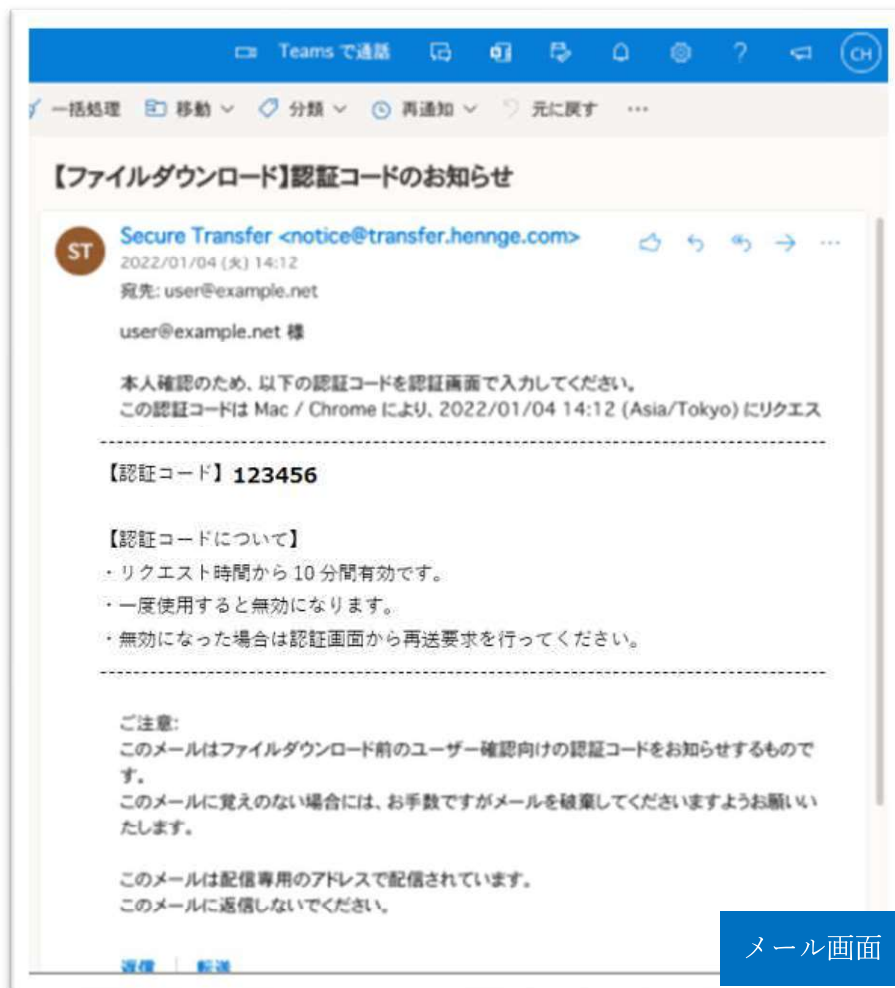 Teams で通話
?
CH
一括処理 移動 分類 再通知 元に戻す …
【ファイルダウンロード】認証コードのお知らせ
ST
Secure Transfer <notice@transfer.hennge.com>
2022/01/04 (火) 14:12
宛先: user@example.net
user@example.net 様
本人確認のため、以下の認証コードを認証画面で入力してください。
この認証コードは Mac / Chrome により、2022/01/04 14:12 (Asia/Tokyo) にリクエス
【認証コード】123456
【認証コードについて】
・リクエスト時間から 10 分間有効です。
・一度使用すると無効になります。
・無効になった場合は認証画面から再送要求を行ってください。
ご注意:
このメールはファイルダウンロード前のユーザー確認向けの認証コードをお知らせするもので
す。
このメールに覚えのない場合には、お手数ですがメールを破棄してくださいますようお願いい
たします。
このメールは配信専用のアドレスで配信されています。
このメールに返信しないでください。
返信 転送
メール画面